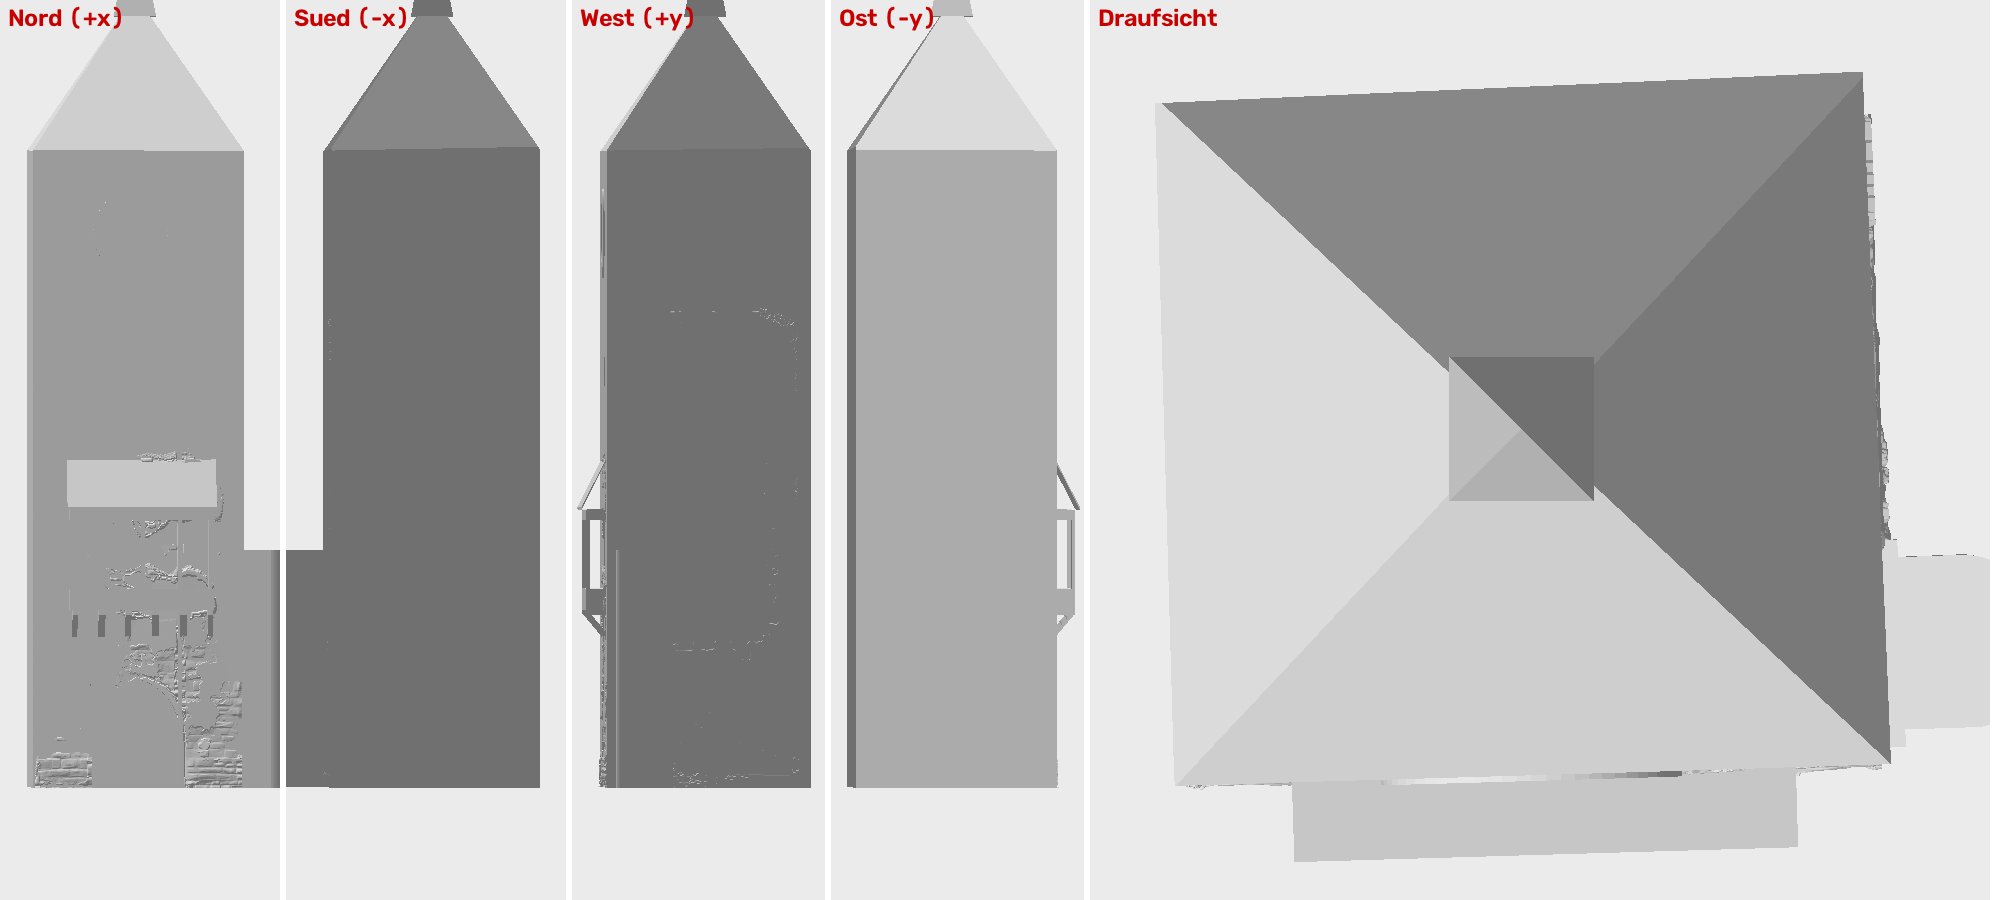 Nord (+x)
Sued (-x)
West (+y)
Ost (-y)
Draufsicht